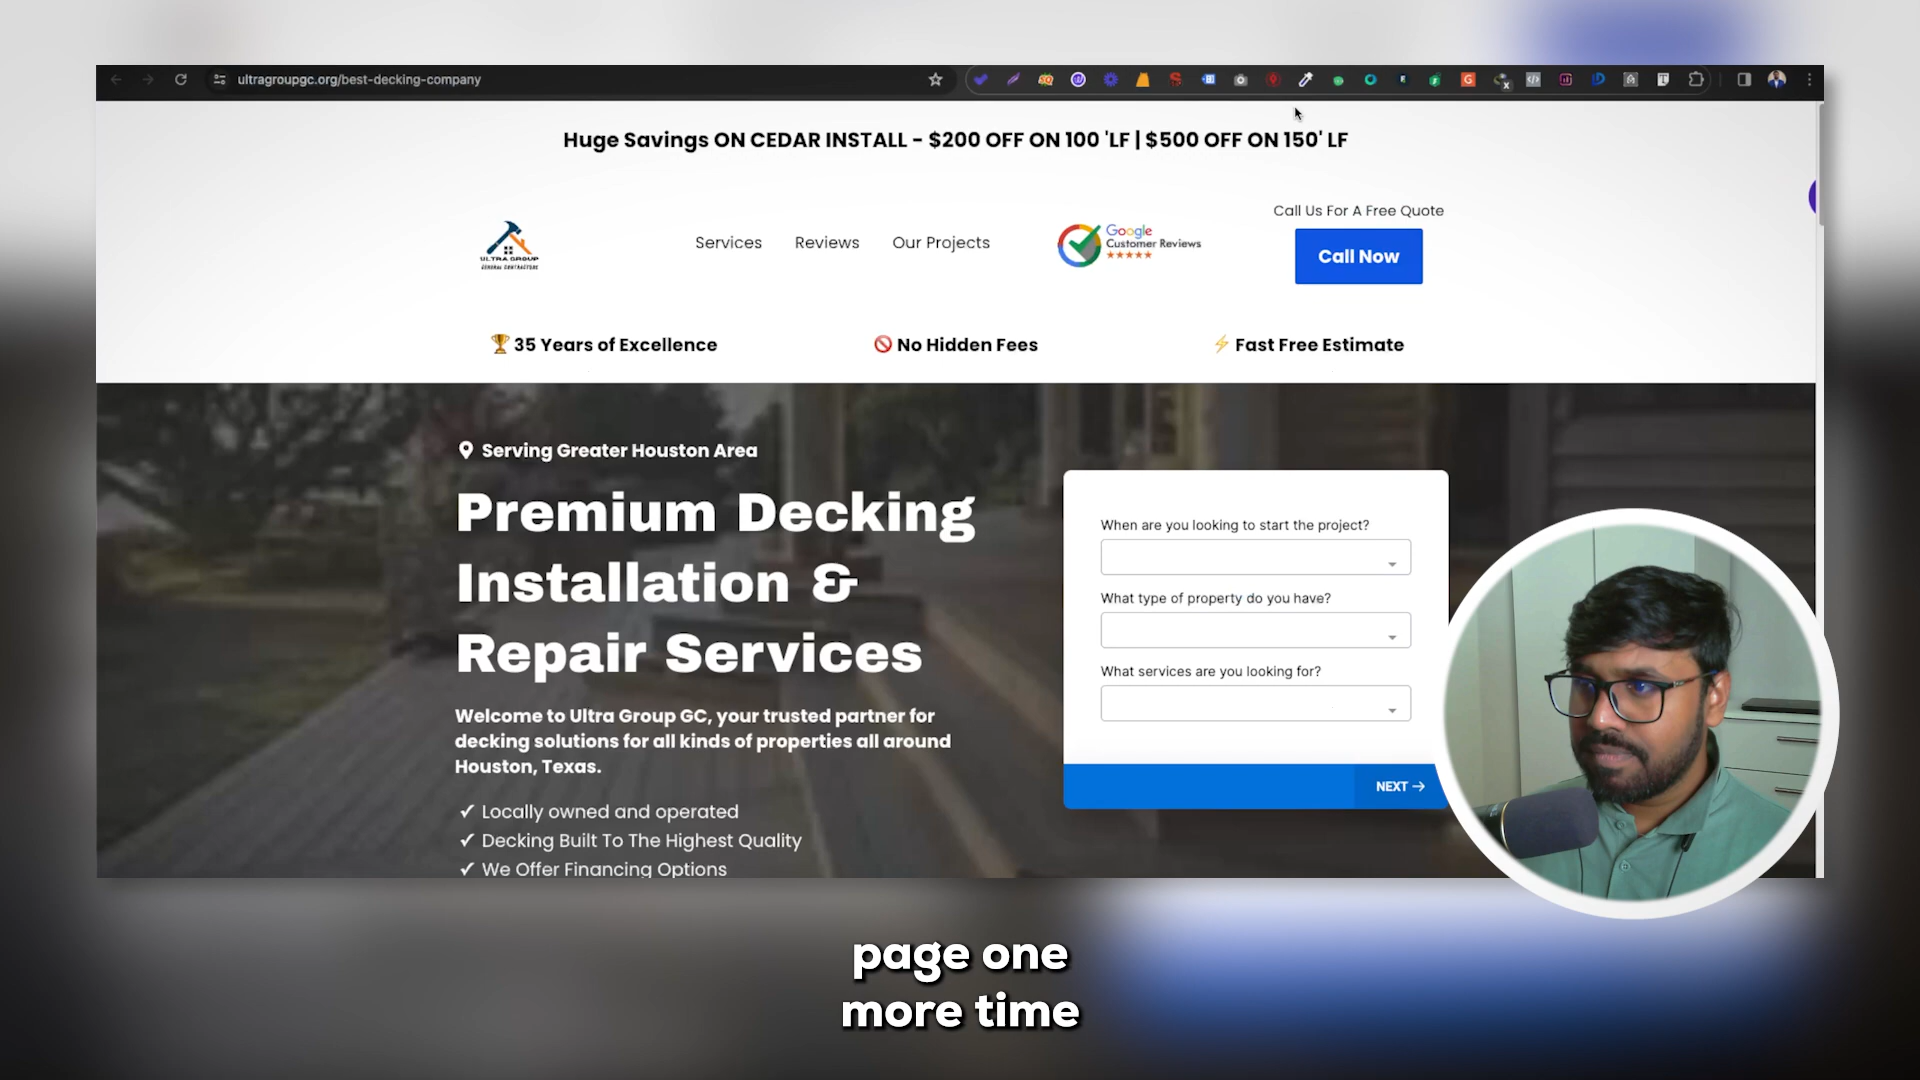 ultragroupgc.org/best-decking-company
Huge Savings ON CEDAR INSTALL - $200 OFF ON 100 'LF | $500 OFF ON 150' LF
ULTRA GROUP
GENERAL CONTRACTORS
Services
Reviews
Our Projects
Google
Customer Reviews
Call Us For A Free Quote
Call Now
35 Years of Excellence
No Hidden Fees
Fast Free Estimate
Serving Greater Houston Area
Premium Decking
Installation &
Repair Services
Welcome to Ultra Group GC, your trusted partner for
decking solutions for all kinds of properties all around
Houston, Texas.
✓ Locally owned and operated
✓ Decking Built To The Highest Quality
✓ We Offer Financing Options
When are you looking to start the project?
What type of property do you have?
What services are you looking for?
NEXT →
page one
more time